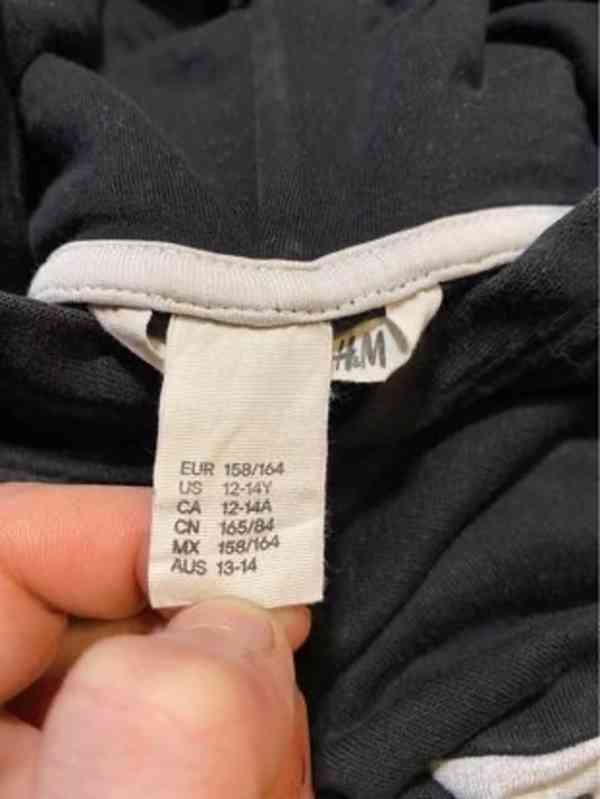 H&M
EUR 158/164
US 12-14Y
CA 12-14A
CN 165/84
MX 158/164
AUS 13-14